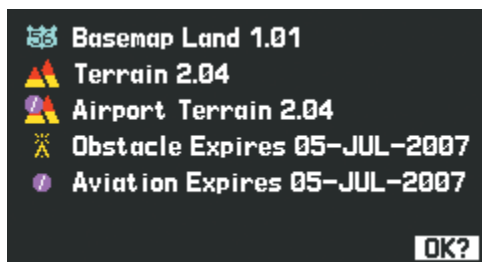 56 Basemap Land 1.01
Terrain 2.04
Airport Terrain 2.04
Obstacle Expires 05-JUL-2007
Aviation Expires 05-JUL-2007
OK?